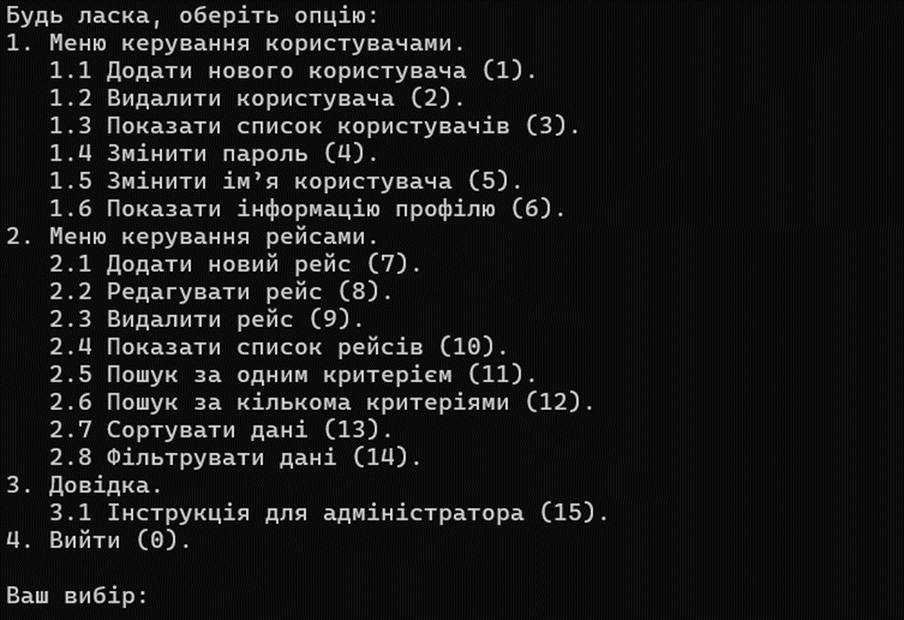 Будь ласка, оберіть опцію:
1. Меню керування користувачами.
1.1 Додати нового користувача (1).
1.2 Видалити користувача (2).
1.3 Показати список користувачів (3).
1.4 Змінити пароль (4).
1.5 Змінити ім’я користувача (5).
1.6 Показати інформацію профілю (6).
2. Меню керування рейсами.
2.1 Додати новий рейс (7).
2.2 Редагувати рейс (8).
2.3 Видалити рейс (9).
2.4 Показати список рейсів (10).
2.5 Пошук за одним критерієм (11).
2.6 Пошук за кількома критеріями (12).
2.7 Сортувати дані (13).
2.8 Фільтрувати дані (14).
3. Довідка.
3.1 Інструкція для адміністратора (15).
4. Вийти (0).
Ваш вибір: